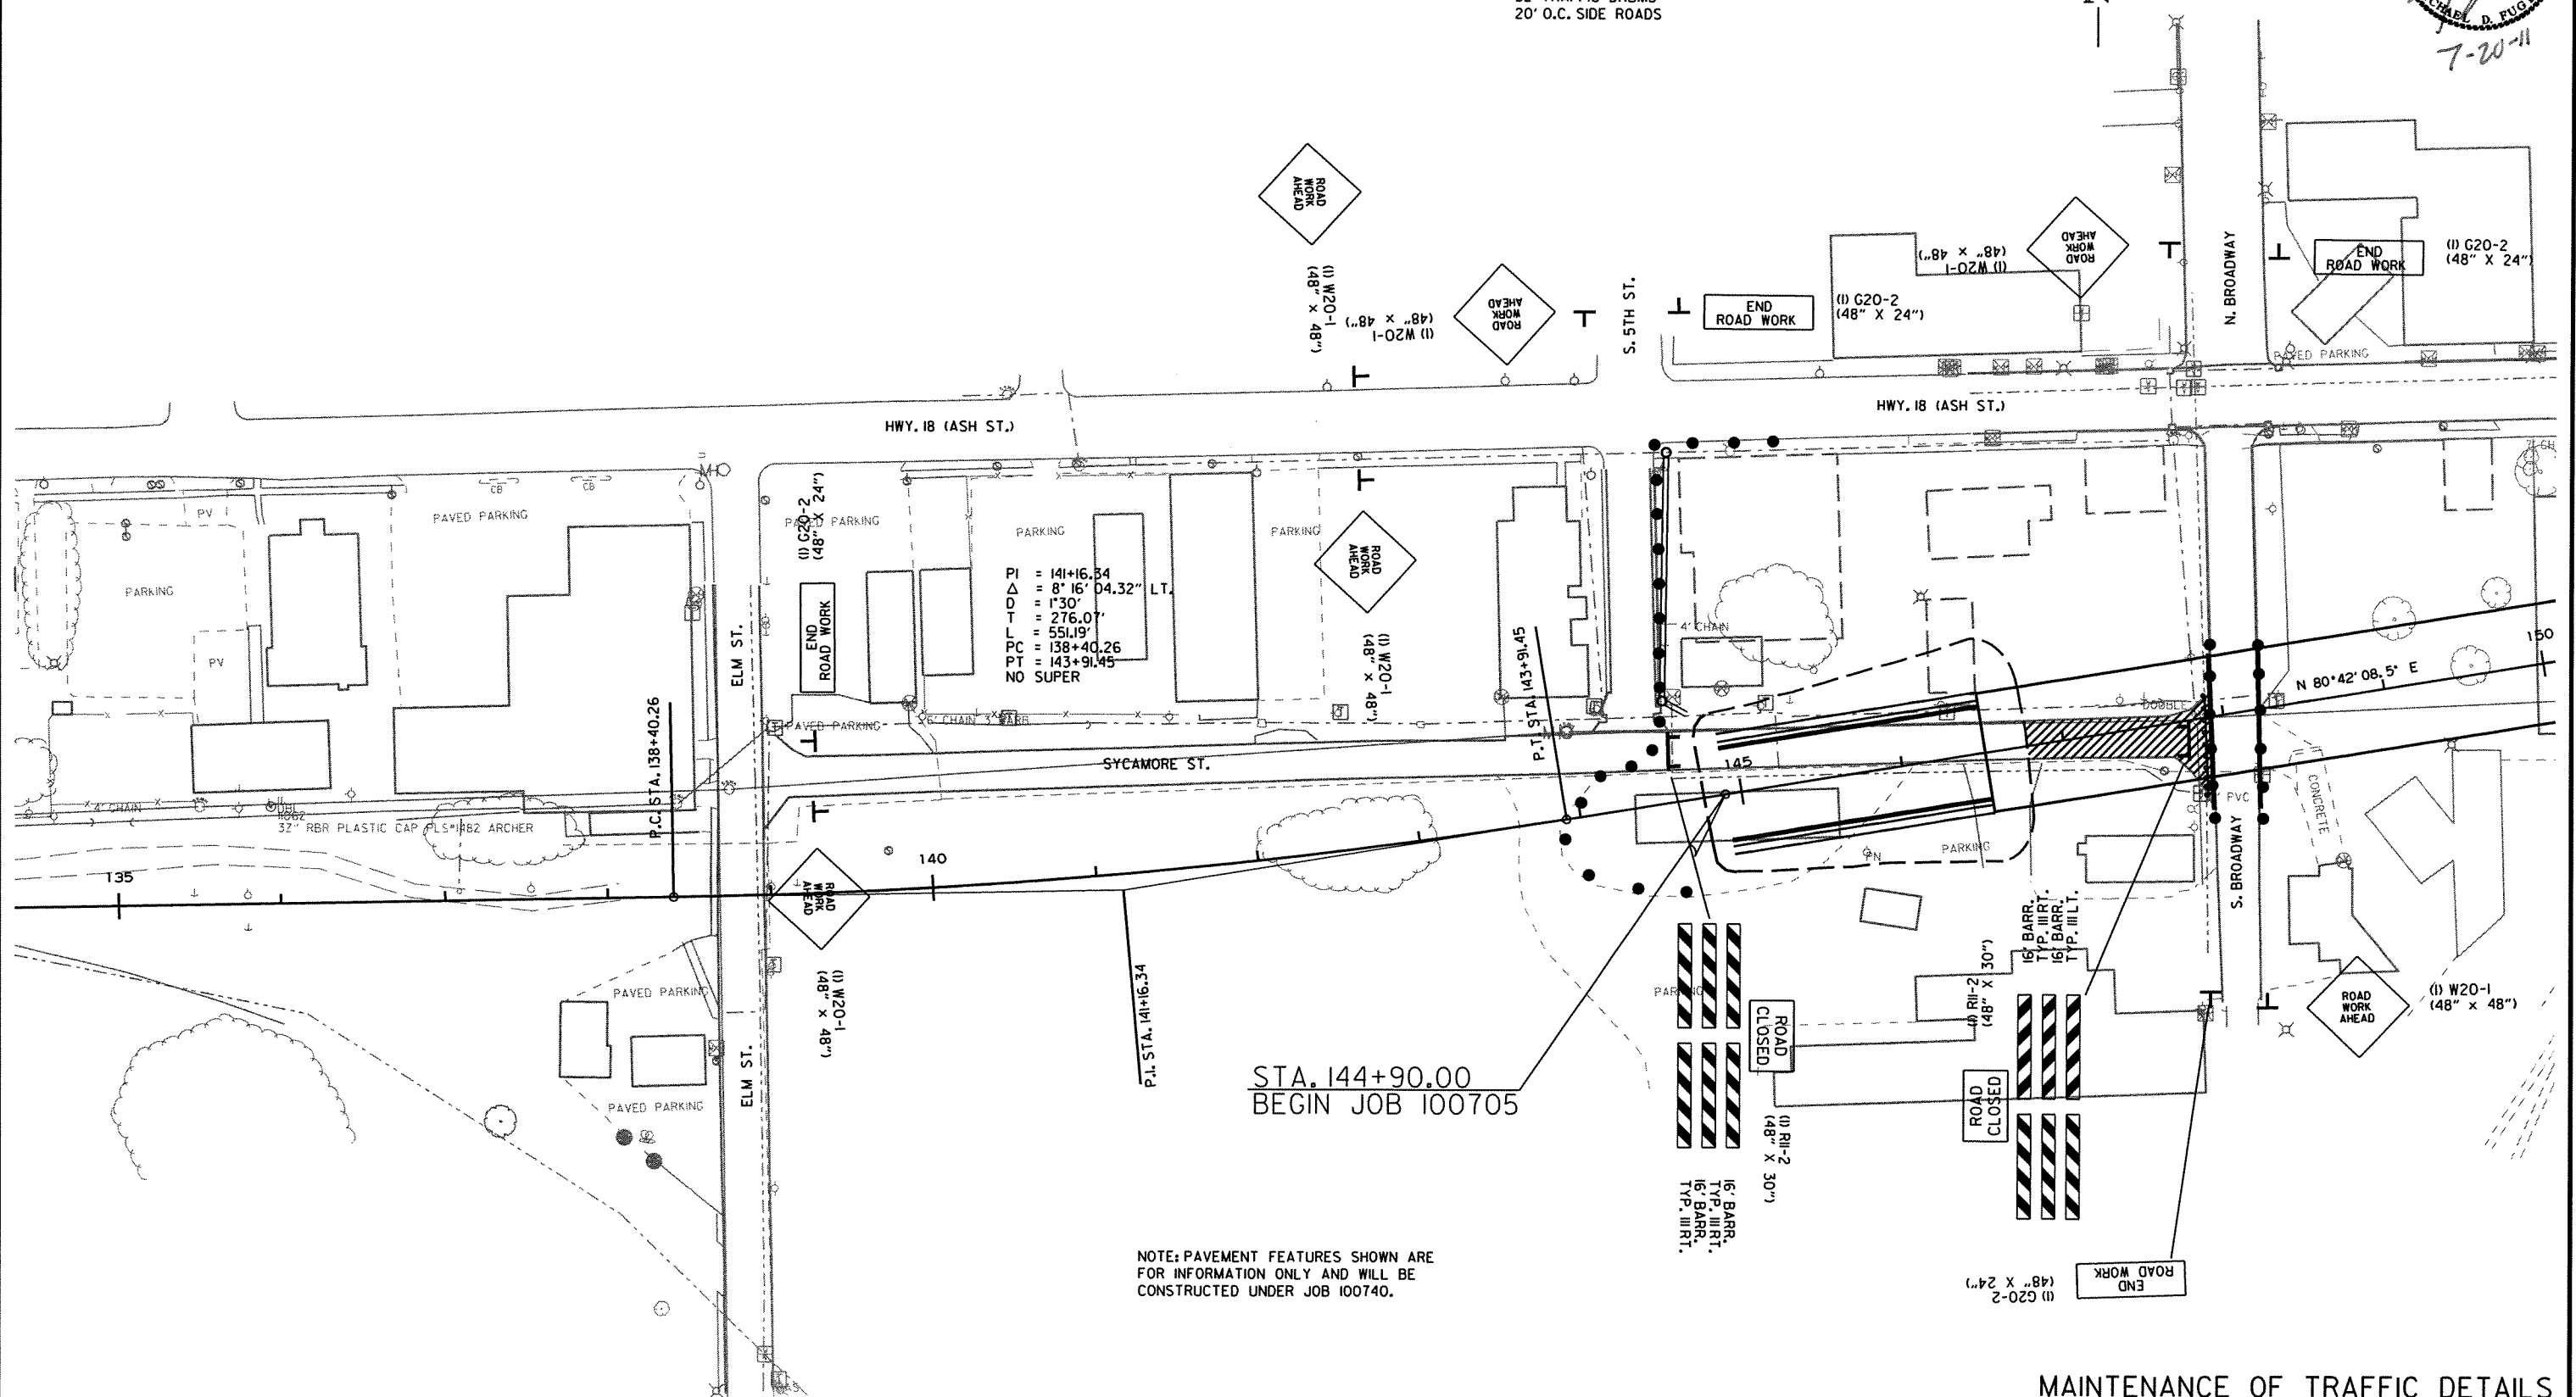 20' O.C. SIDE ROADS
7-20-11
ROAD
WORK
AHEAD
(1) W20-1
(48" X 48")
ROAD
WORK
AHEAD
(1) W20-1
(48" X 48")
S. 5TH ST.
END
ROAD WORK
(1) G20-2
(48" X 24")
ROAD
WORK
AHEAD
(1) W20-1
(48" X 48")
N. BROADWAY
END
ROAD WORK
(1) G20-2
(48" X 24")
PAVED PARKING
HWY. 18 (ASH ST.)
HWY. 18 (ASH ST.)
CB
CB
PV
PAVED PARKING
PARKING
PV
(1) G20-2
(48" X 24")
PAVED PARKING
END
ROAD WORK
PARKING
PARKING
ROAD
WORK
AHEAD
(1) W20-1
(48" X 48")
PI = 141+16.34
Δ = 8° 16' 04.32" LT.
D = 1°30'
T = 276.07'
L = 551.19'
PC = 138+40.26
PT = 143+91.45
NO SUPER
ELM ST.
P.C. STA. 138+40.26
PAVED PARKING
6' CHAIN 3 BARB
SYCAMORE ST.
P.T. STA. 143+91.45
4' CHAIN
145
DOUBLE
N 80°42'08.5" E
150
4' CHAIN
32" RBR PLASTIC CAP PLS#1482 ARCHER
135
140
ROAD
WORK
AHEAD
(1) W20-1
(48" X 48")
P.I. STA. 141+16.34
PN
PARKING
PVC
CONCRETE
S. BROADWAY
PAVED PARKING
ELM ST.
PAVED PARKING
PARKING
STA. 144+90.00
BEGIN JOB 100705
ROAD
CLOSED
(1) R11-2
(48" X 30")
16' BARR.
TYP. III RT.
16' BARR.
TYP. III RT.
(1) R11-2
(48" X 30")
16' BARR.
TYP. III RT.
16' BARR.
TYP. III LT.
ROAD
CLOSED
ROAD
WORK
AHEAD
(1) W20-1
(48" X 48")
END
ROAD WORK
(1) G20-2
(48" X 24")
NOTE: PAVEMENT FEATURES SHOWN ARE
FOR INFORMATION ONLY AND WILL BE
CONSTRUCTED UNDER JOB 100740.
MAINTENANCE OF TRAFFIC DETAILS